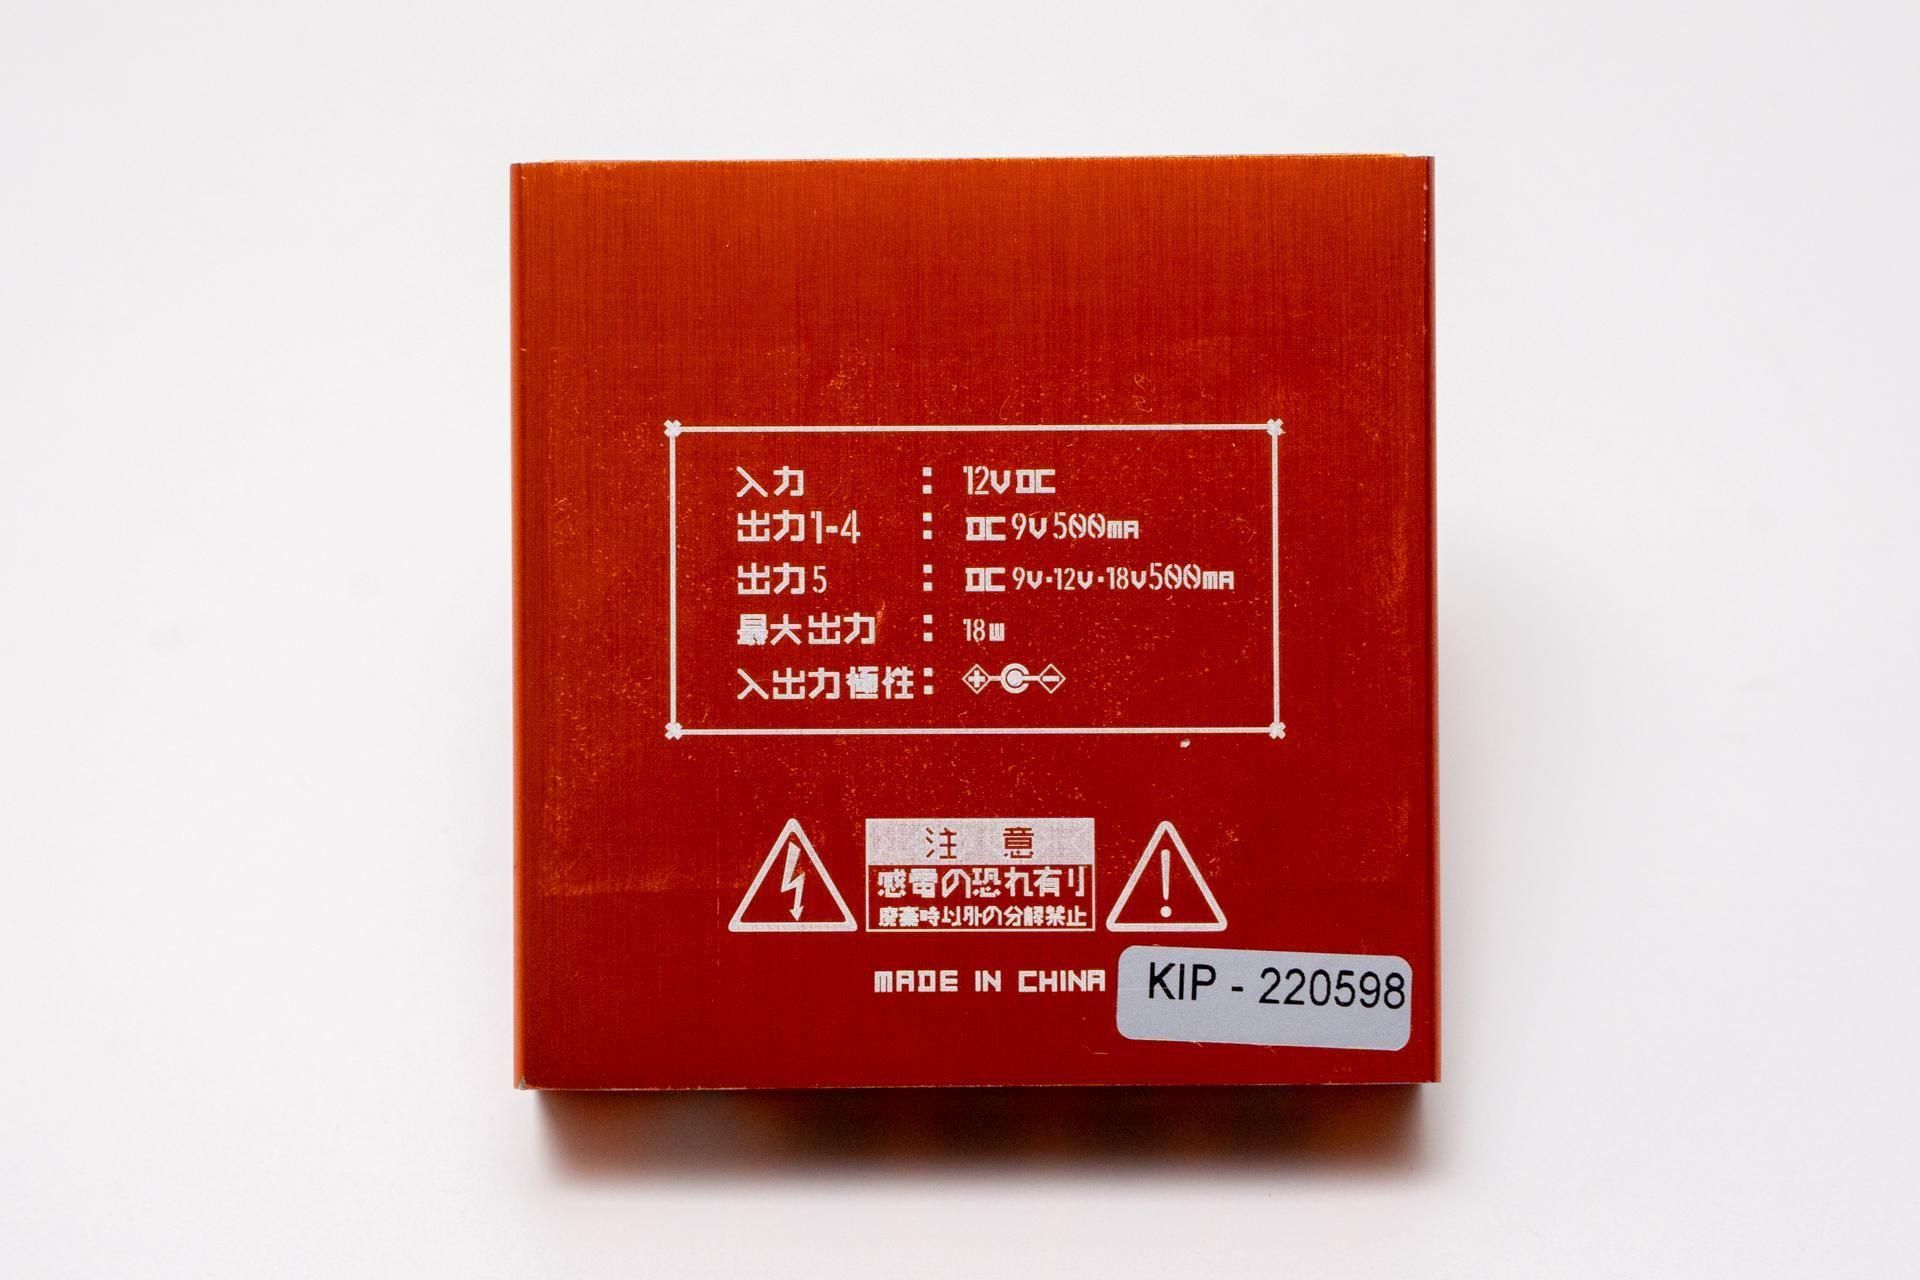 入力 : 12V DC
出力1-4 : DC 9V 500mA
出力5 : DC 9V・12V・18V 500mA
最大出力 : 18W
入出力極性 :
注意
感電の恐れ有り
廃棄時以外の分解禁止
MADE IN CHINA
KIP - 220598